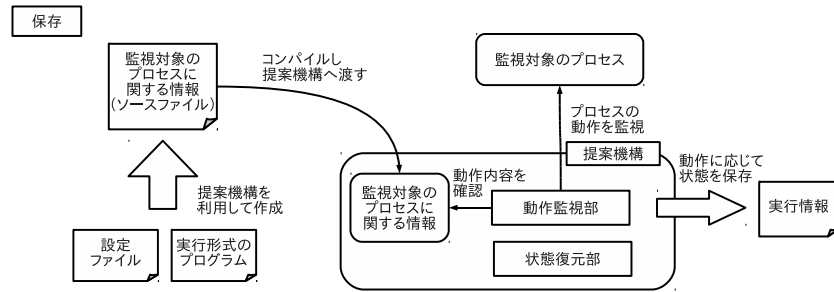 保存
監視対象の
プロセスに
関する情報
(ソースファイル)
コンパイルし
提案機構へ渡す
監視対象のプロセス
プロセスの
動作を監視
提案機構
動作に応じて
状態を保存
動作内容を
確認
監視対象の
プロセスに
関する情報
動作監視部
実行情報
提案機構を
利用して作成
設定
ファイル
実行形式の
プログラム
状態復元部